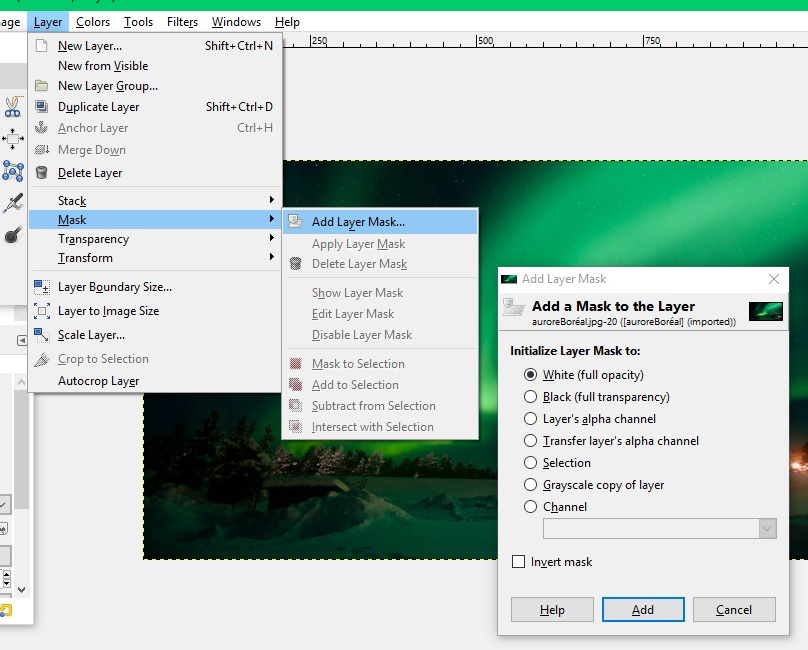 age Layer Colors Tools Filters Windows Help
250 500 750
New Layer... Shift+Ctrl+N
New from Visible
New Layer Group...
Duplicate Layer Shift+Ctrl+D
Anchor Layer Ctrl+H
Merge Down
Delete Layer
Stack
Mask
Transparency
Transform
Layer Boundary Size...
Layer to Image Size
Scale Layer...
Crop to Selection
Autocrop Layer
Add Layer Mask...
Apply Layer Mask
Delete Layer Mask
Show Layer Mask
Edit Layer Mask
Disable Layer Mask
Mask to Selection
Add to Selection
Subtract from Selection
Intersect with Selection
Add Layer Mask
Add a Mask to the Layer
auroreBoréal.jpg-20 ([auroreBoréal] (imported))
Initialize Layer Mask to:
White (full opacity)
Black (full transparency)
Layer's alpha channel
Transfer layer's alpha channel
Selection
Grayscale copy of layer
Channel
Invert mask
Help Add Cancel